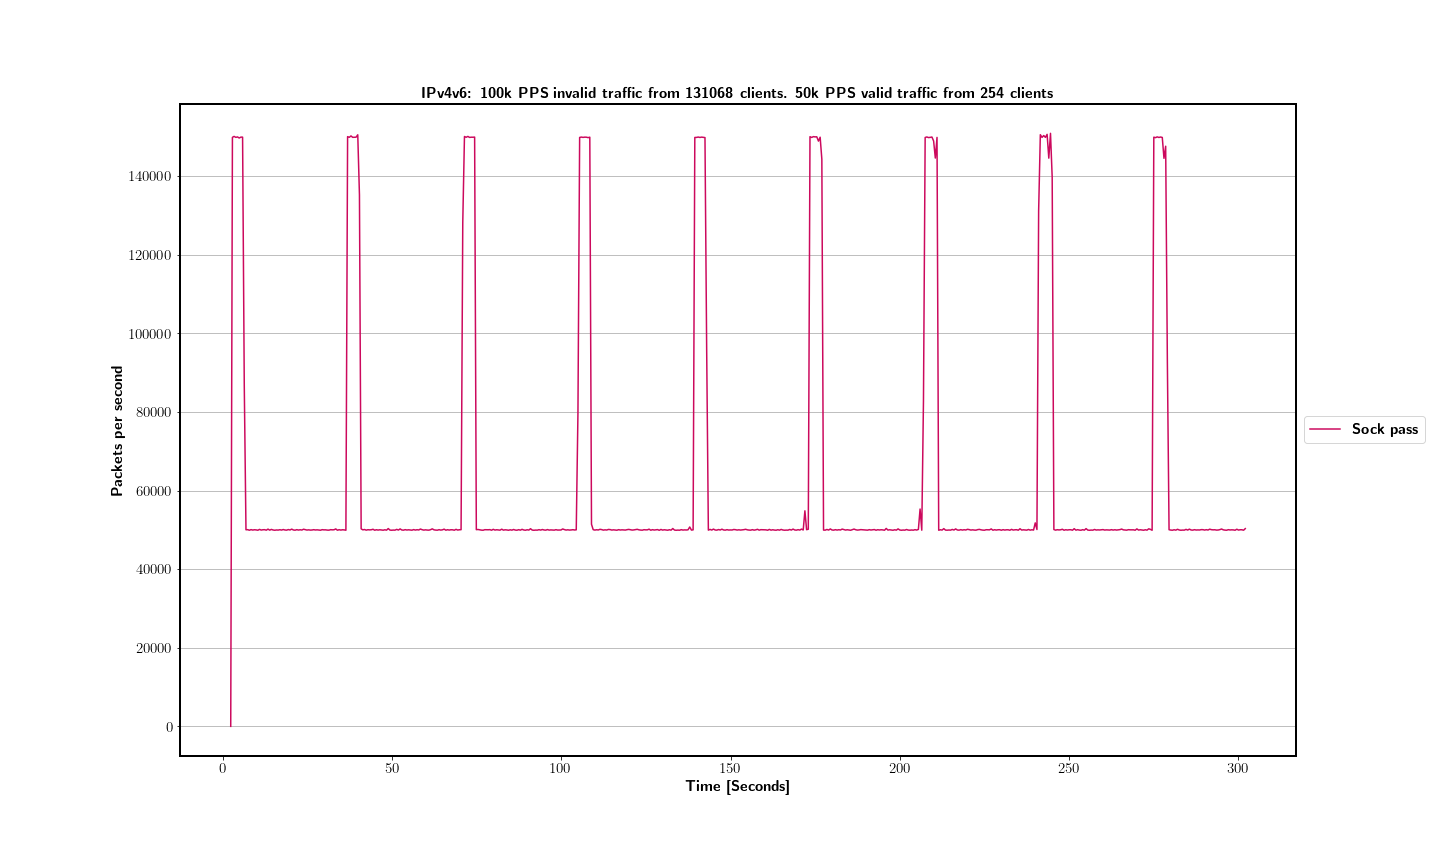 IPv4v6: 100k PPS invalid traffic from 131068 clients. 50k PPS valid traffic from 254 clients
140000
120000
100000
80000
60000
40000
20000
0
Packets per second
Sock pass
0 50 100 150 200 250 300
Time [Seconds]